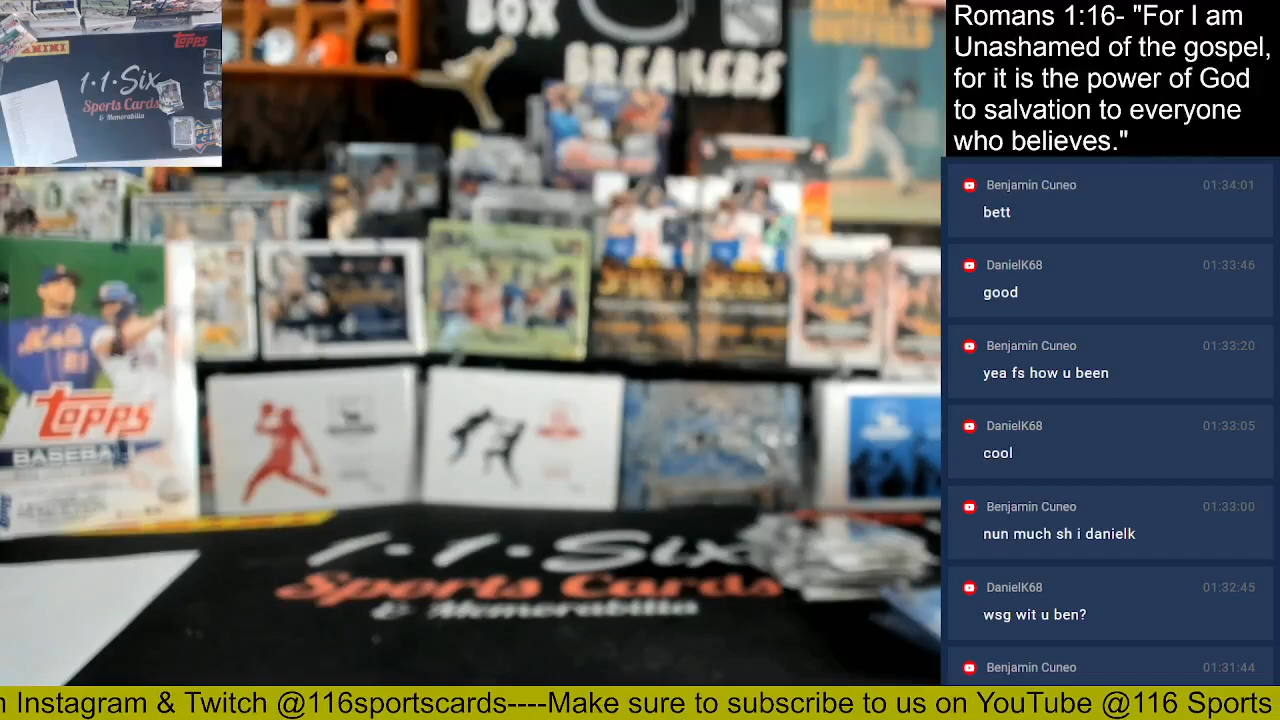 PANINI
topps
1·1·Six
Sports Cards
& Memorabilia
BOX
BREAKERS
Romans 1:16- "For I am
Unashamed of the gospel,
for it is the power of God
to salvation to everyone
who believes."
Benjamin Cuneo 01:34:01
bett
DanielK68 01:33:46
good
Benjamin Cuneo 01:33:20
yea fs how u been
DanielK68 01:33:05
cool
Benjamin Cuneo 01:33:00
nun much sh i danielk
DanielK68 01:32:45
wsg wit u ben?
Benjamin Cuneo 01:31:44
Mets
topps
BASEBALL
SELECT
SELECT
1·1·Six
Sports Cards
& Memorabilia
n Instagram & Twitch @116sportscards----Make sure to subscribe to us on YouTube @116 Sports